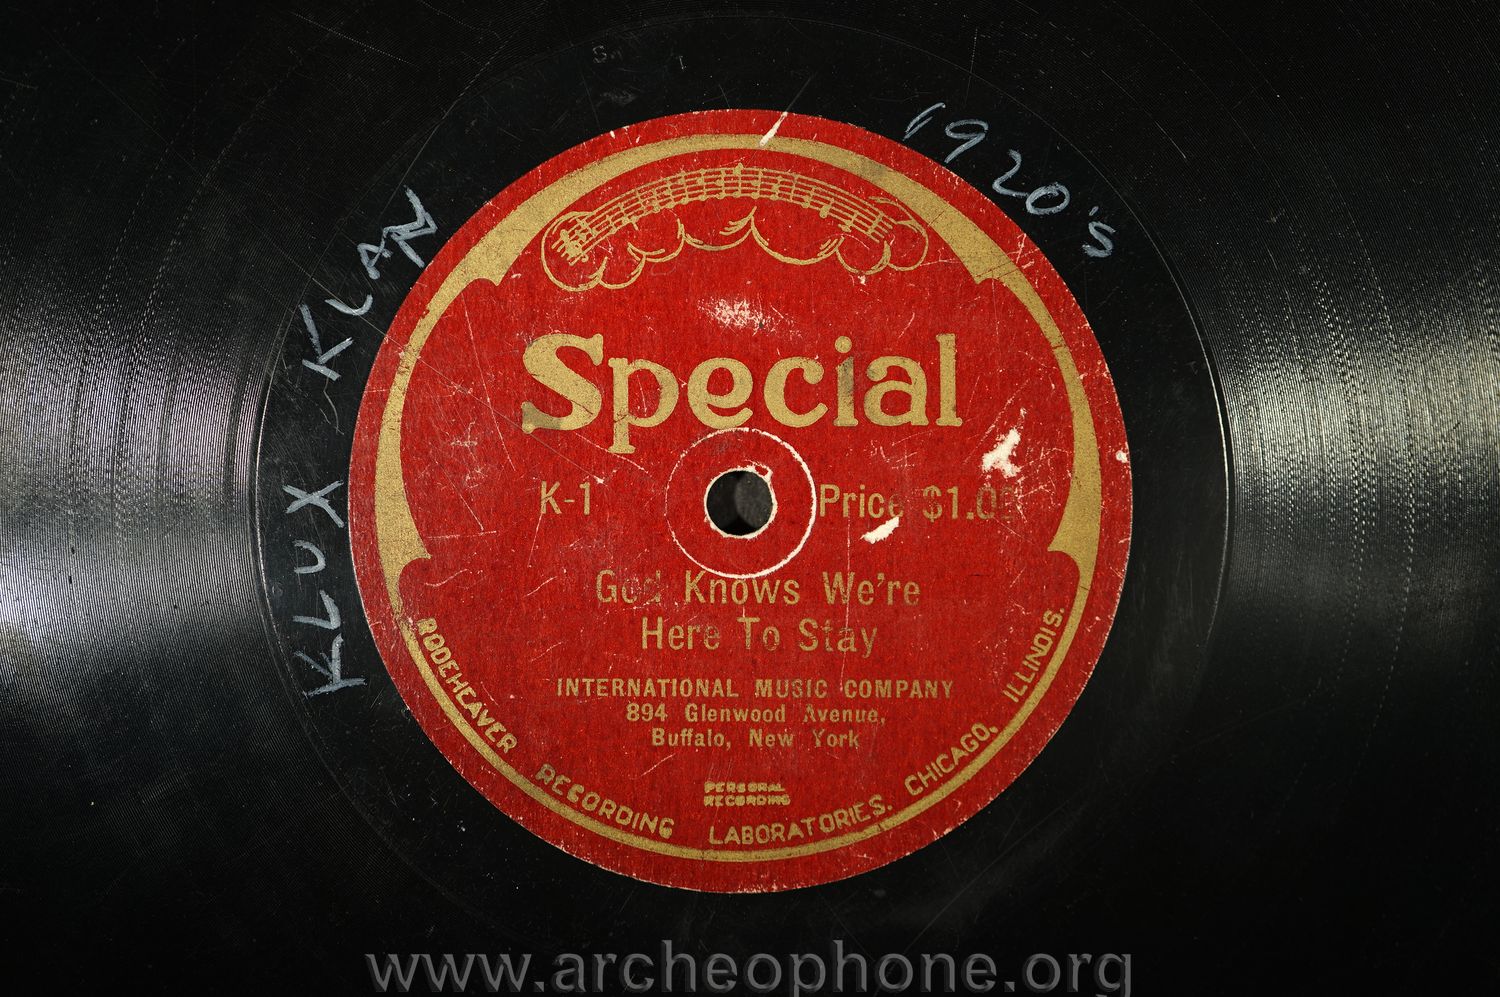 KLUX KLAN
1920's
Special
K-1 Price $1.00
God Knows We're
Here To Stay
INTERNATIONAL MUSIC COMPANY
894 Glenwood Avenue,
Buffalo, New York
PERSONAL
RECORDING
RODEHEAVER RECORDING LABORATORIES. CHICAGO, ILLINOIS.
www.archeophone.org